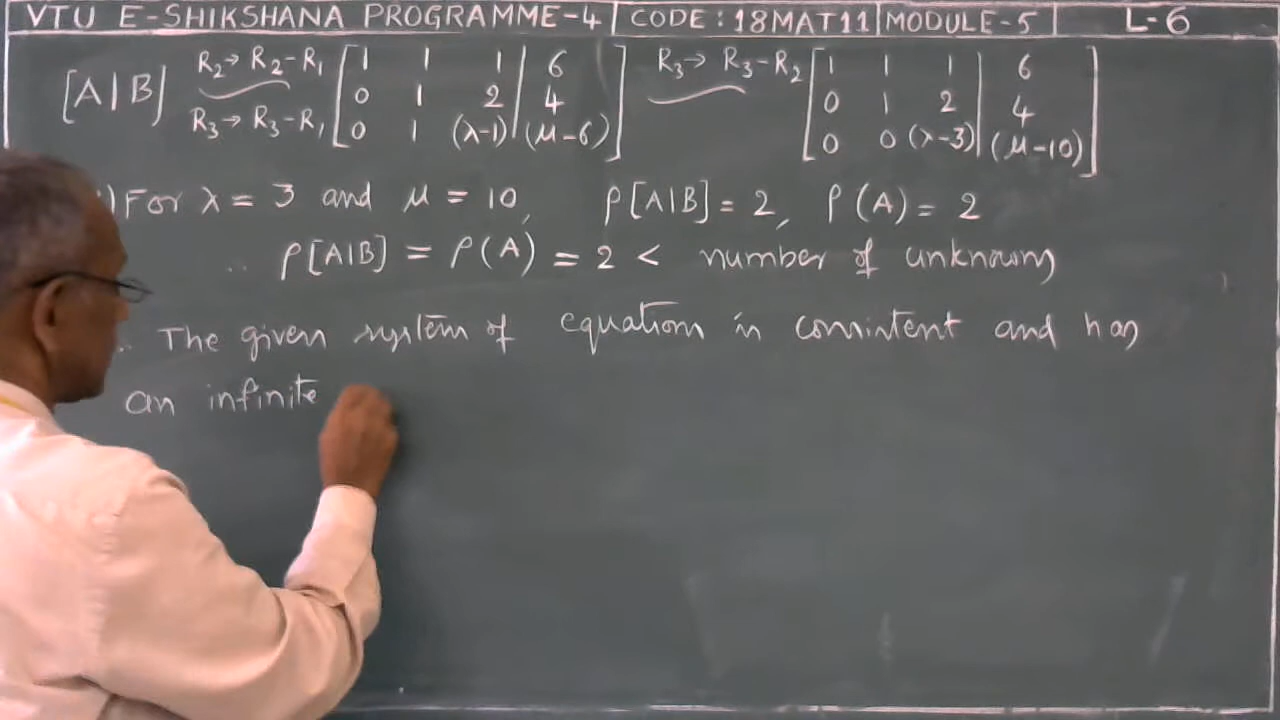 VTU E-SHIKSHANA PROGRAMME-4 | CODE: 18MAT11 | MODULE-5 | L-6
[A|B] R₂→R₂-R₁ [1 1 1 | 6] R₃→R₃-R₂ [1 1 1 | 6]
[0 1 2 | 4] [0 1 2 | 4]
R₃→R₃-R₁ [0 1 (λ-1) | (μ-6)] [0 0 (λ-3) | (μ-10)]
i) For λ = 3 and μ = 10, ρ[A|B] = 2, ρ(A) = 2
∴ ρ[A|B] = ρ(A) = 2 < number of unknowns
∴ The given system of equation is consistent and has
an infinite